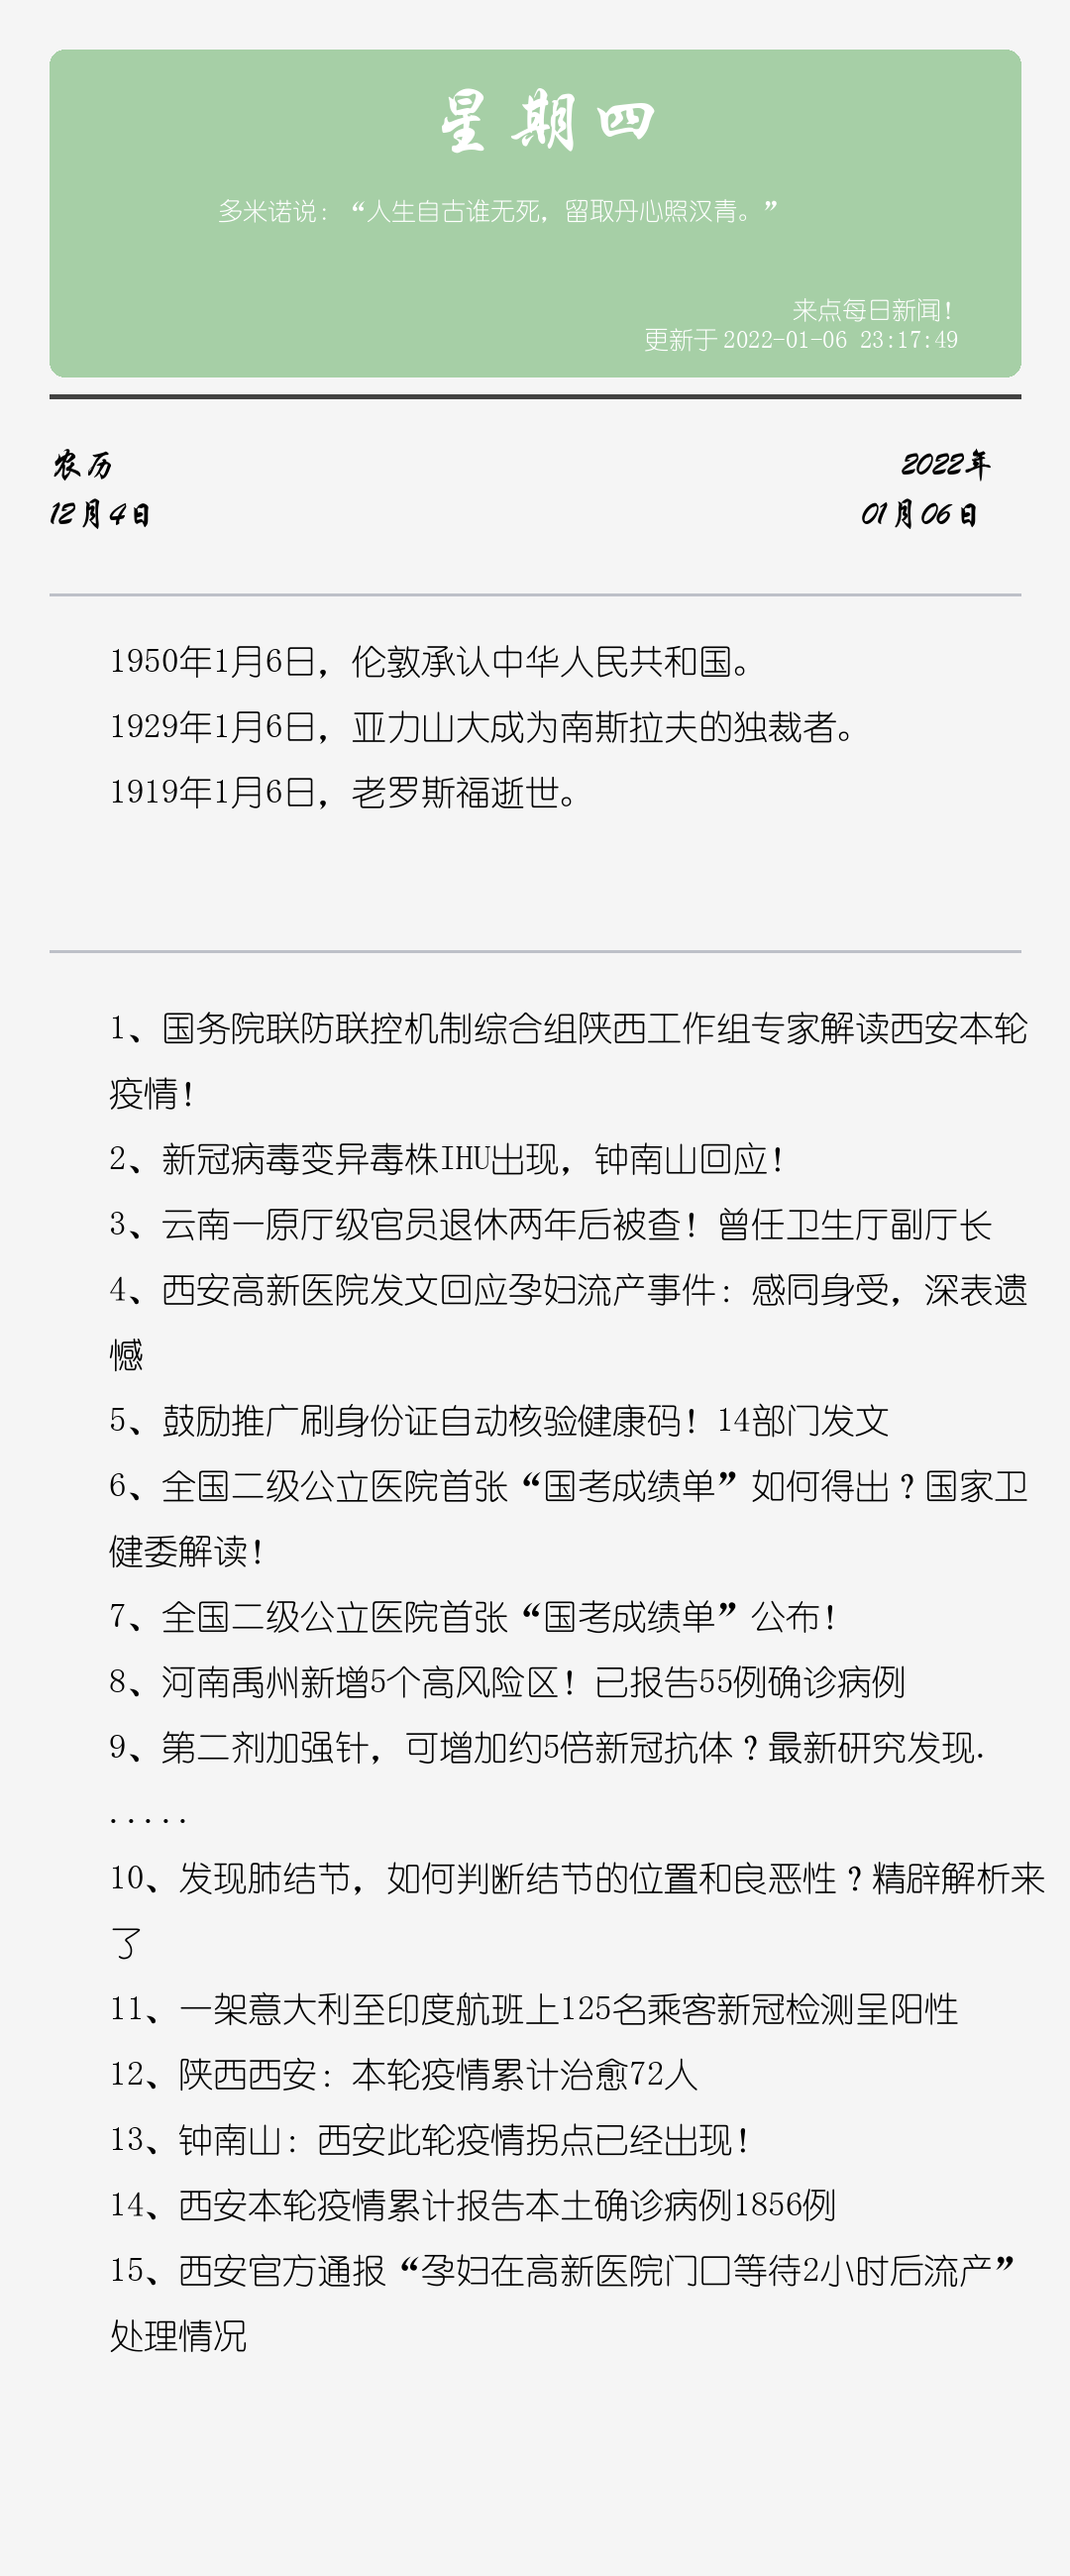 星期四
多米诺说：“人生自古谁无死，留取丹心照汉青。”
来点每日新闻！
更新于2022-01-06 23:17:49
农历
2022年
12月4日
01月06日
1950年1月6日，伦敦承认中华人民共和国。
1929年1月6日，亚力山大成为南斯拉夫的独裁者。
1919年1月6日，老罗斯福逝世。
1、国务院联防联控机制综合组陕西工作组专家解读西安本轮
疫情！
2、新冠病毒变异毒株IHU出现，钟南山回应！
3、云南一原厅级官员退休两年后被查！曾任卫生厅副厅长
4、西安高新医院发文回应孕妇流产事件：感同身受，深表遗
憾
5、鼓励推广刷身份证自动核验健康码！14部门发文
6、全国二级公立医院首张“国考成绩单”如何得出？国家卫
健委解读！
7、全国二级公立医院首张“国考成绩单”公布！
8、河南禹州新增5个高风险区！已报告55例确诊病例
9、第二剂加强针，可增加约5倍新冠抗体？最新研究发现.
.....
10、发现肺结节，如何判断结节的位置和良恶性？精辟解析来
了
11、一架意大利至印度航班上125名乘客新冠检测呈阳性
12、陕西西安：本轮疫情累计治愈72人
13、钟南山：西安此轮疫情拐点已经出现！
14、西安本轮疫情累计报告本土确诊病例1856例
15、西安官方通报“孕妇在高新医院门口等待2小时后流产”
处理情况